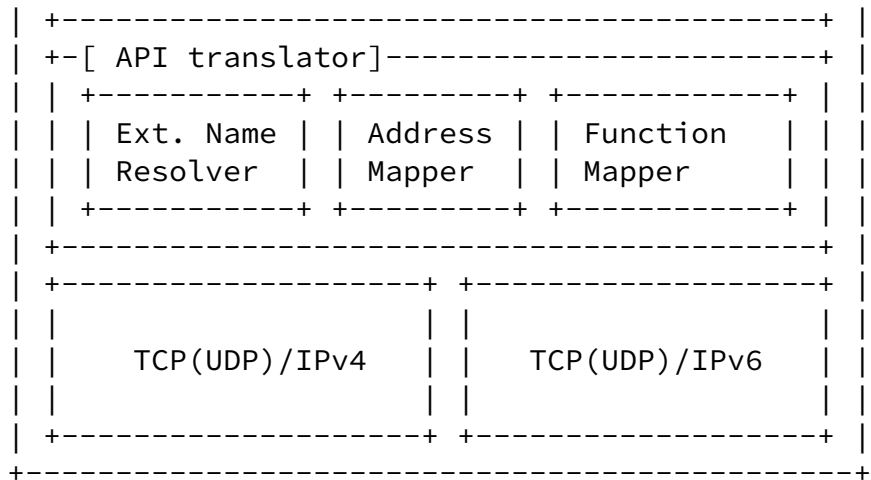 | +------------------------------------------+ |
| +-[ API translator]------------------------+ |
| | +-----------+ +---------+ +------------+ | |
| | | Ext. Name | | Address | | Function   | | |
| | | Resolver  | | Mapper  | | Mapper     | | |
| | +-----------+ +---------+ +------------+ | |
| +------------------------------------------+ |
| +--------------------+ +-------------------+ |
| |                    | |                   | |
| |    TCP(UDP)/IPv4   | |   TCP(UDP)/IPv6   | |
| |                    | |                   | |
| +--------------------+ +-------------------+ |
+----------------------------------------------+